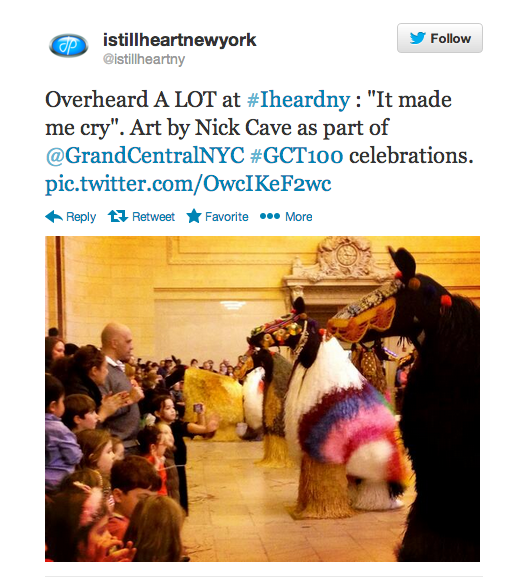 istillheartnewyork
@istillheartny
Follow
Overheard A LOT at #Iheardny : "It made
me cry". Art by Nick Cave as part of
@GrandCentralNYC #GCT100 celebrations.
pic.twitter.com/OwcIKeF2wc
Reply Retweet Favorite More